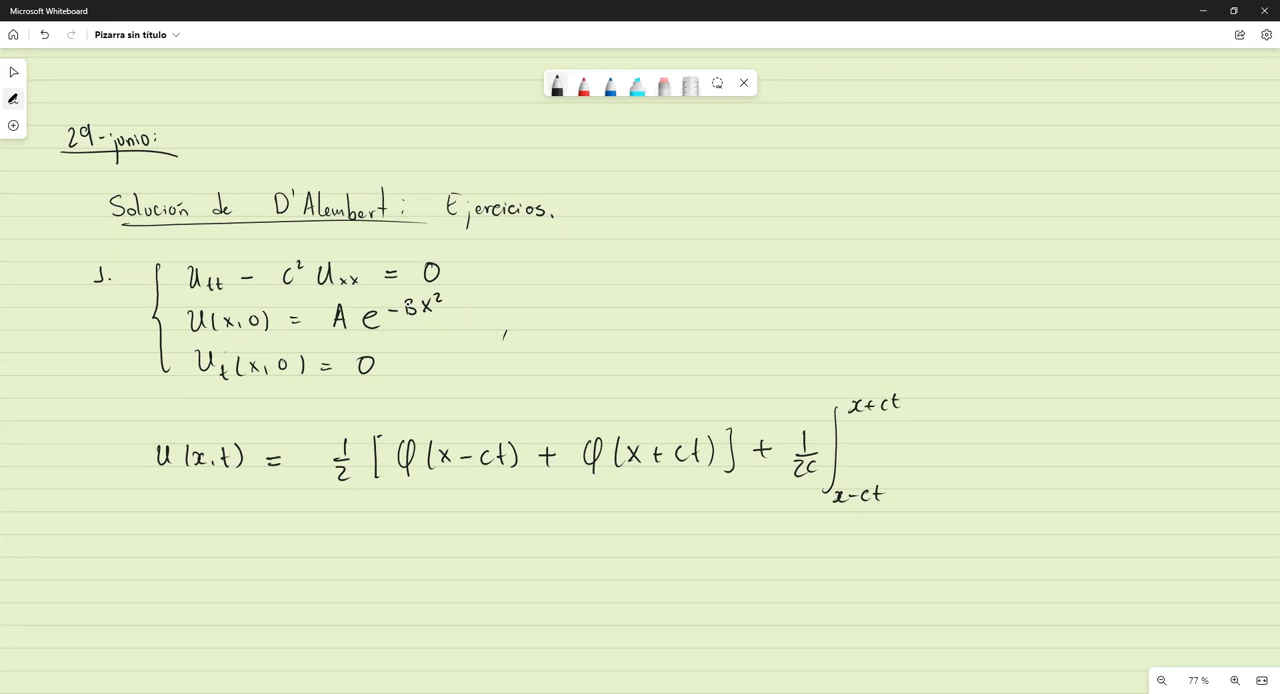 Microsoft Whiteboard
Pizarra sin título
29-junio:
Solución de D'Alembert: Ejercicios.
1. { U_tt - c² U_xx = 0
U(x,0) = A e^(-Bx²)
U_t(x,0) = 0
U(x,t) = 1/2 [φ(x-ct) + φ(x+ct)] + 1/2c ∫_(x-ct)^(x+ct)
77 %